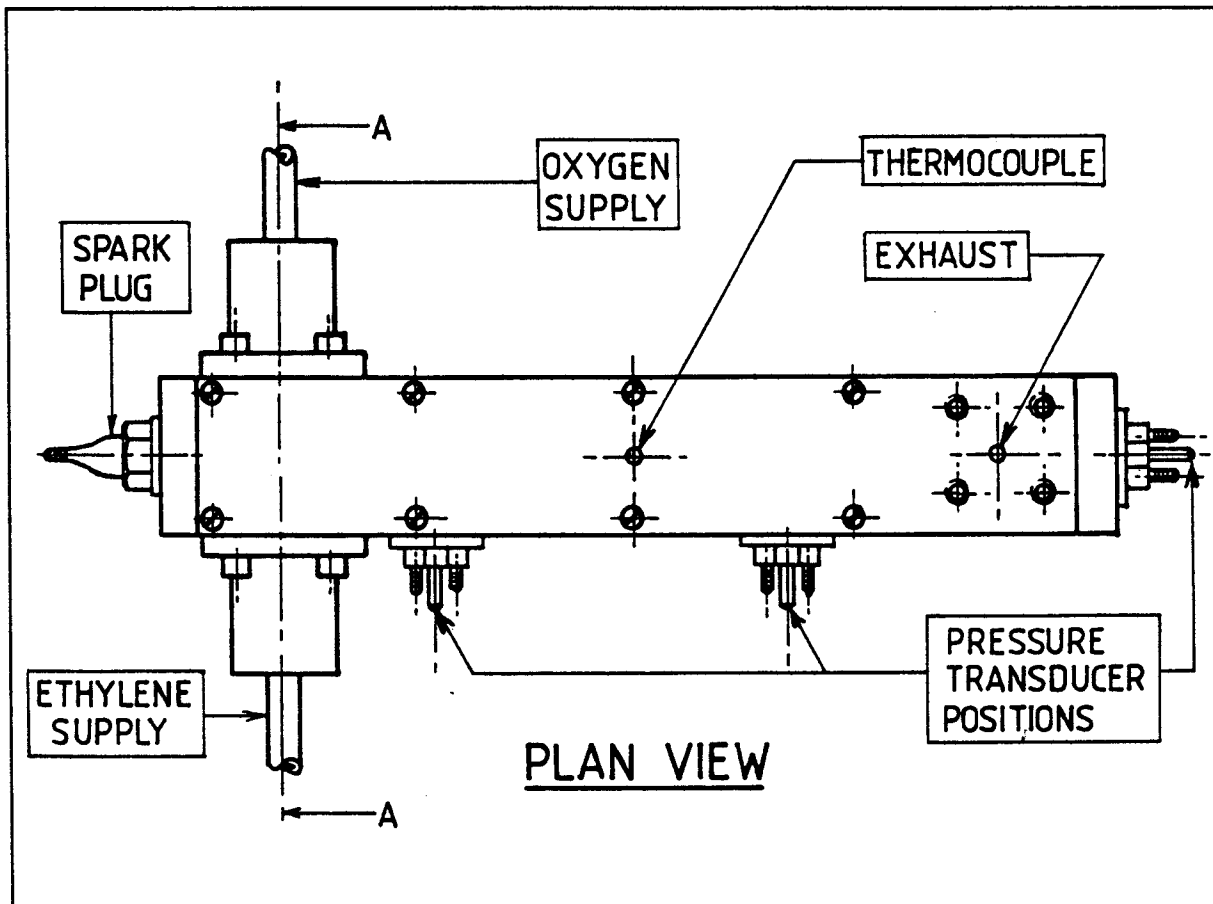 A
OXYGEN
SUPPLY
THERMOCOUPLE
SPARK
PLUG
EXHAUST
PRESSURE
TRANSDUCER
POSITIONS
ETHYLENE
SUPPLY
PLAN VIEW
A